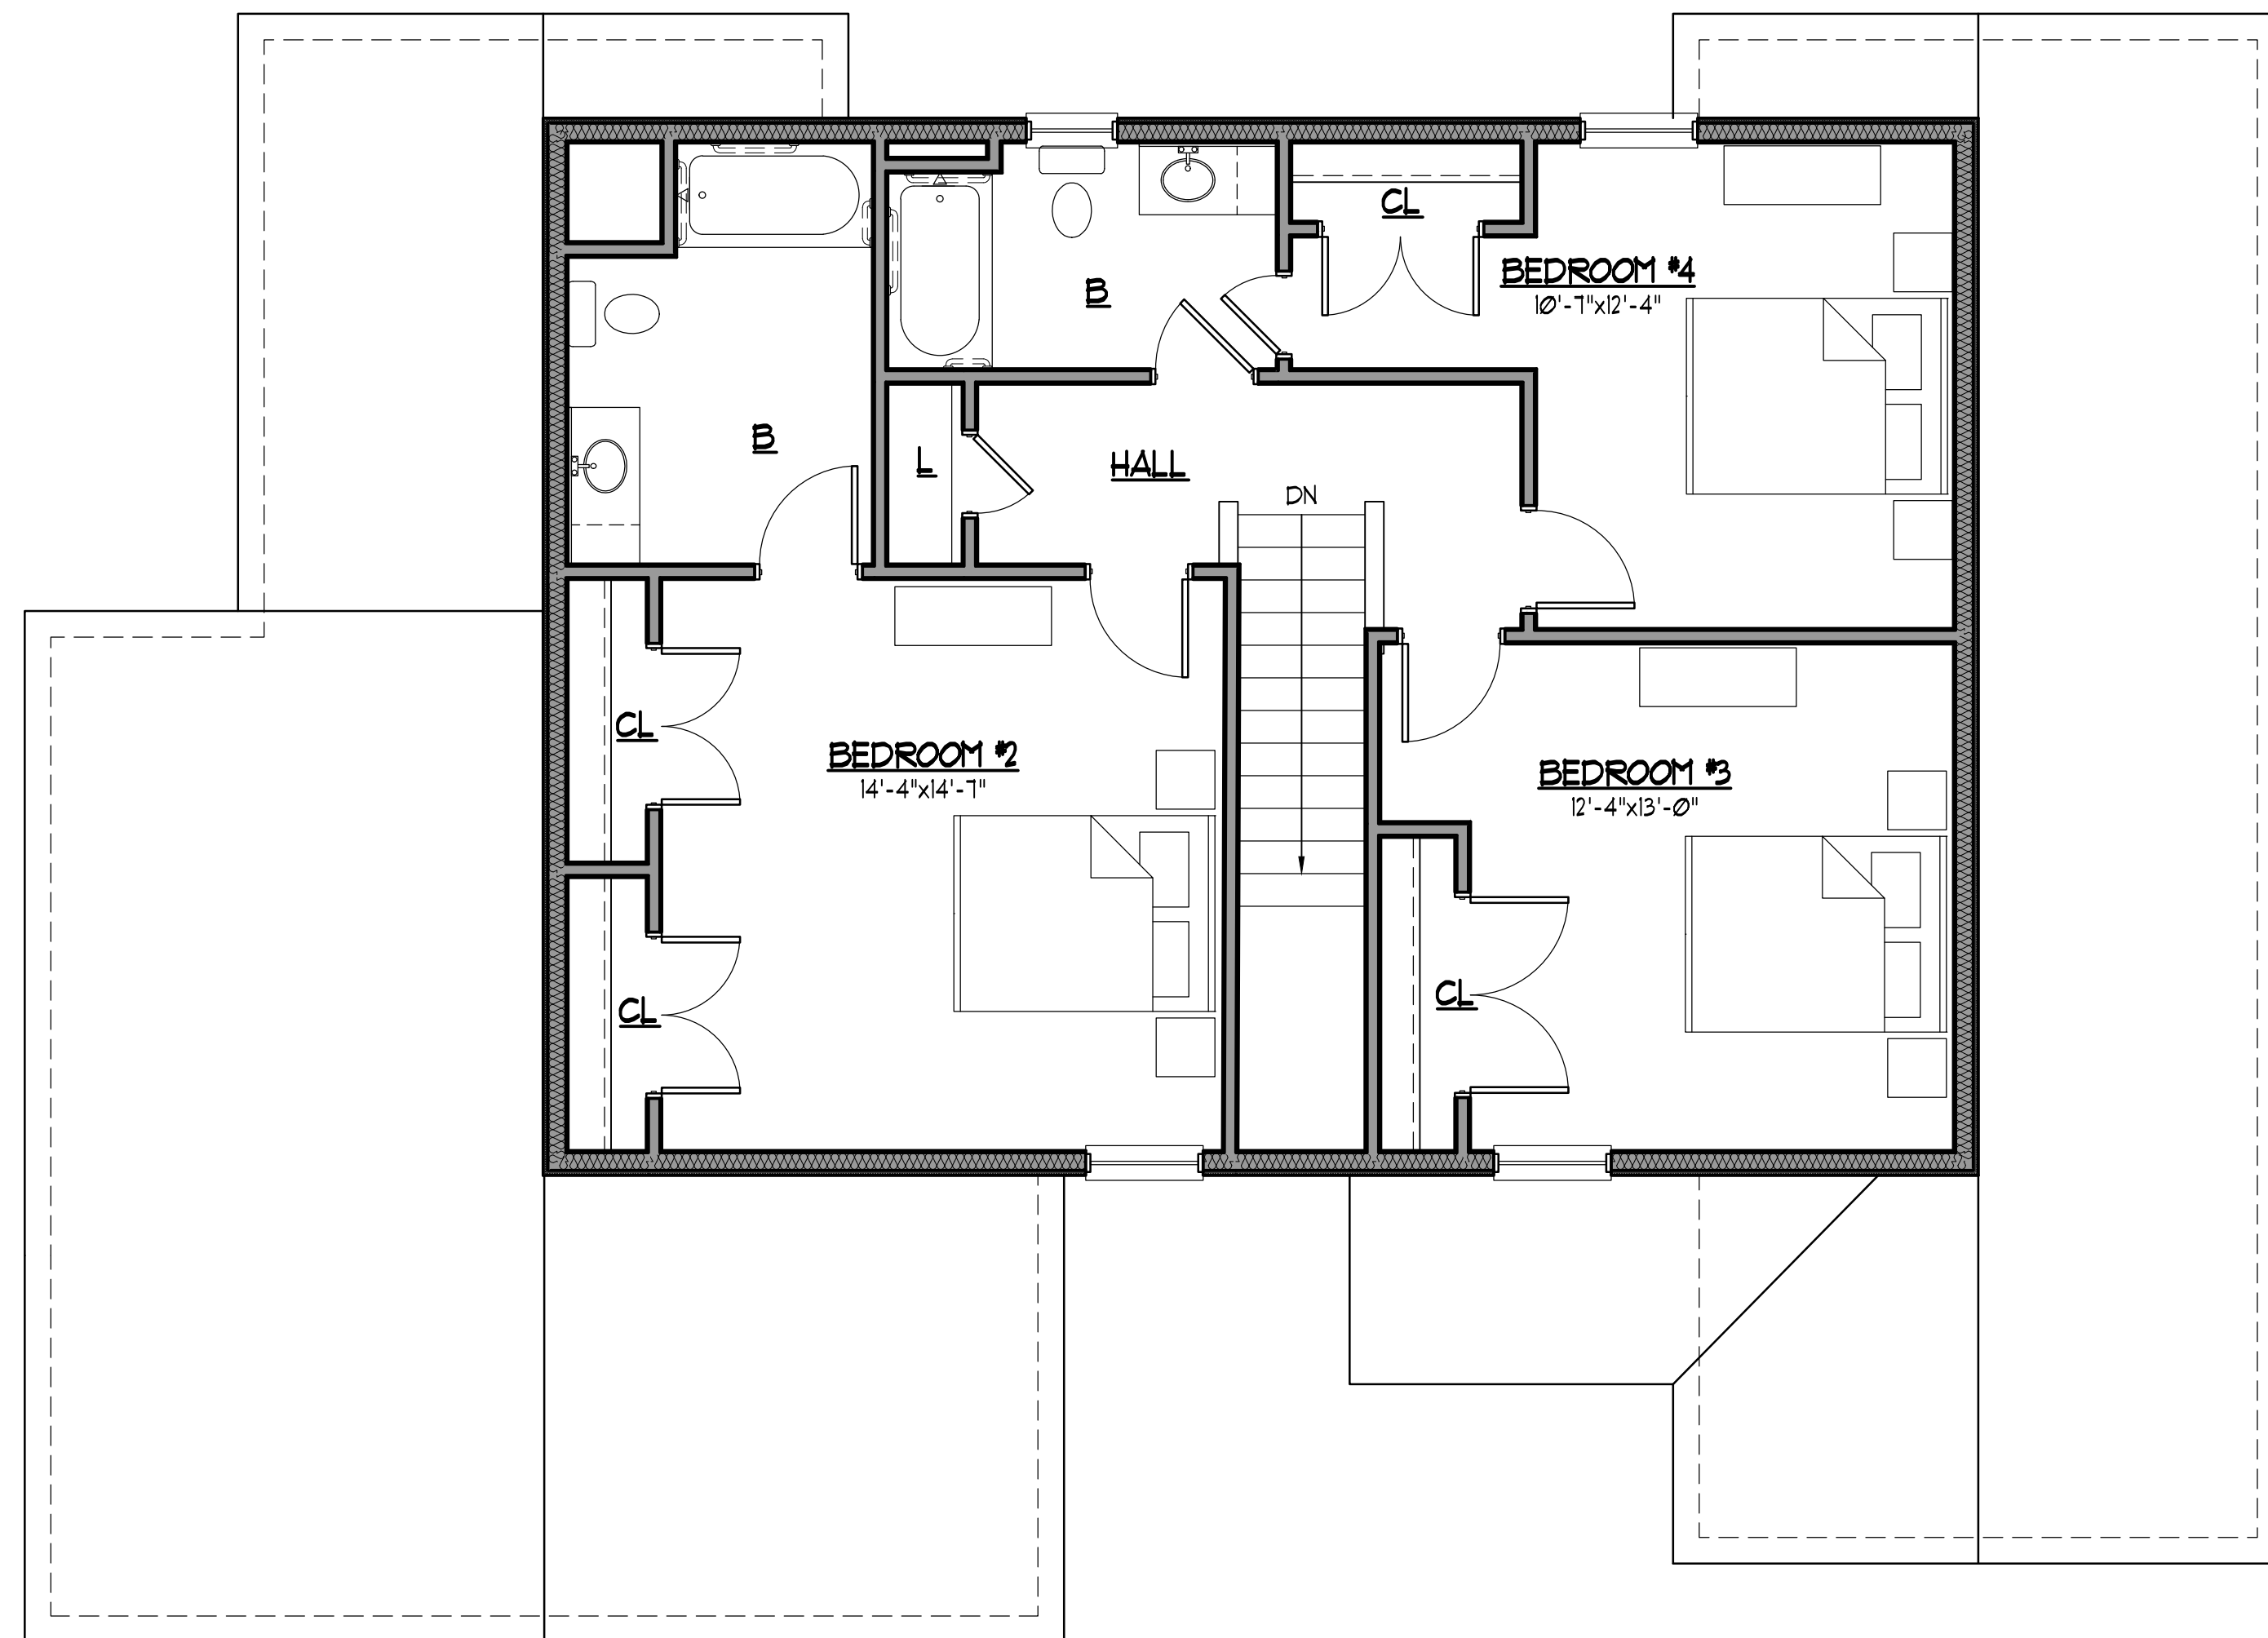 CL
BEDROOM #4
10'-7"x12'-4"
B
B
L
HALL
DN
CL
BEDROOM #2
14'-4"x14'-7"
BEDROOM #3
12'-4"x13'-0"
CL
CL